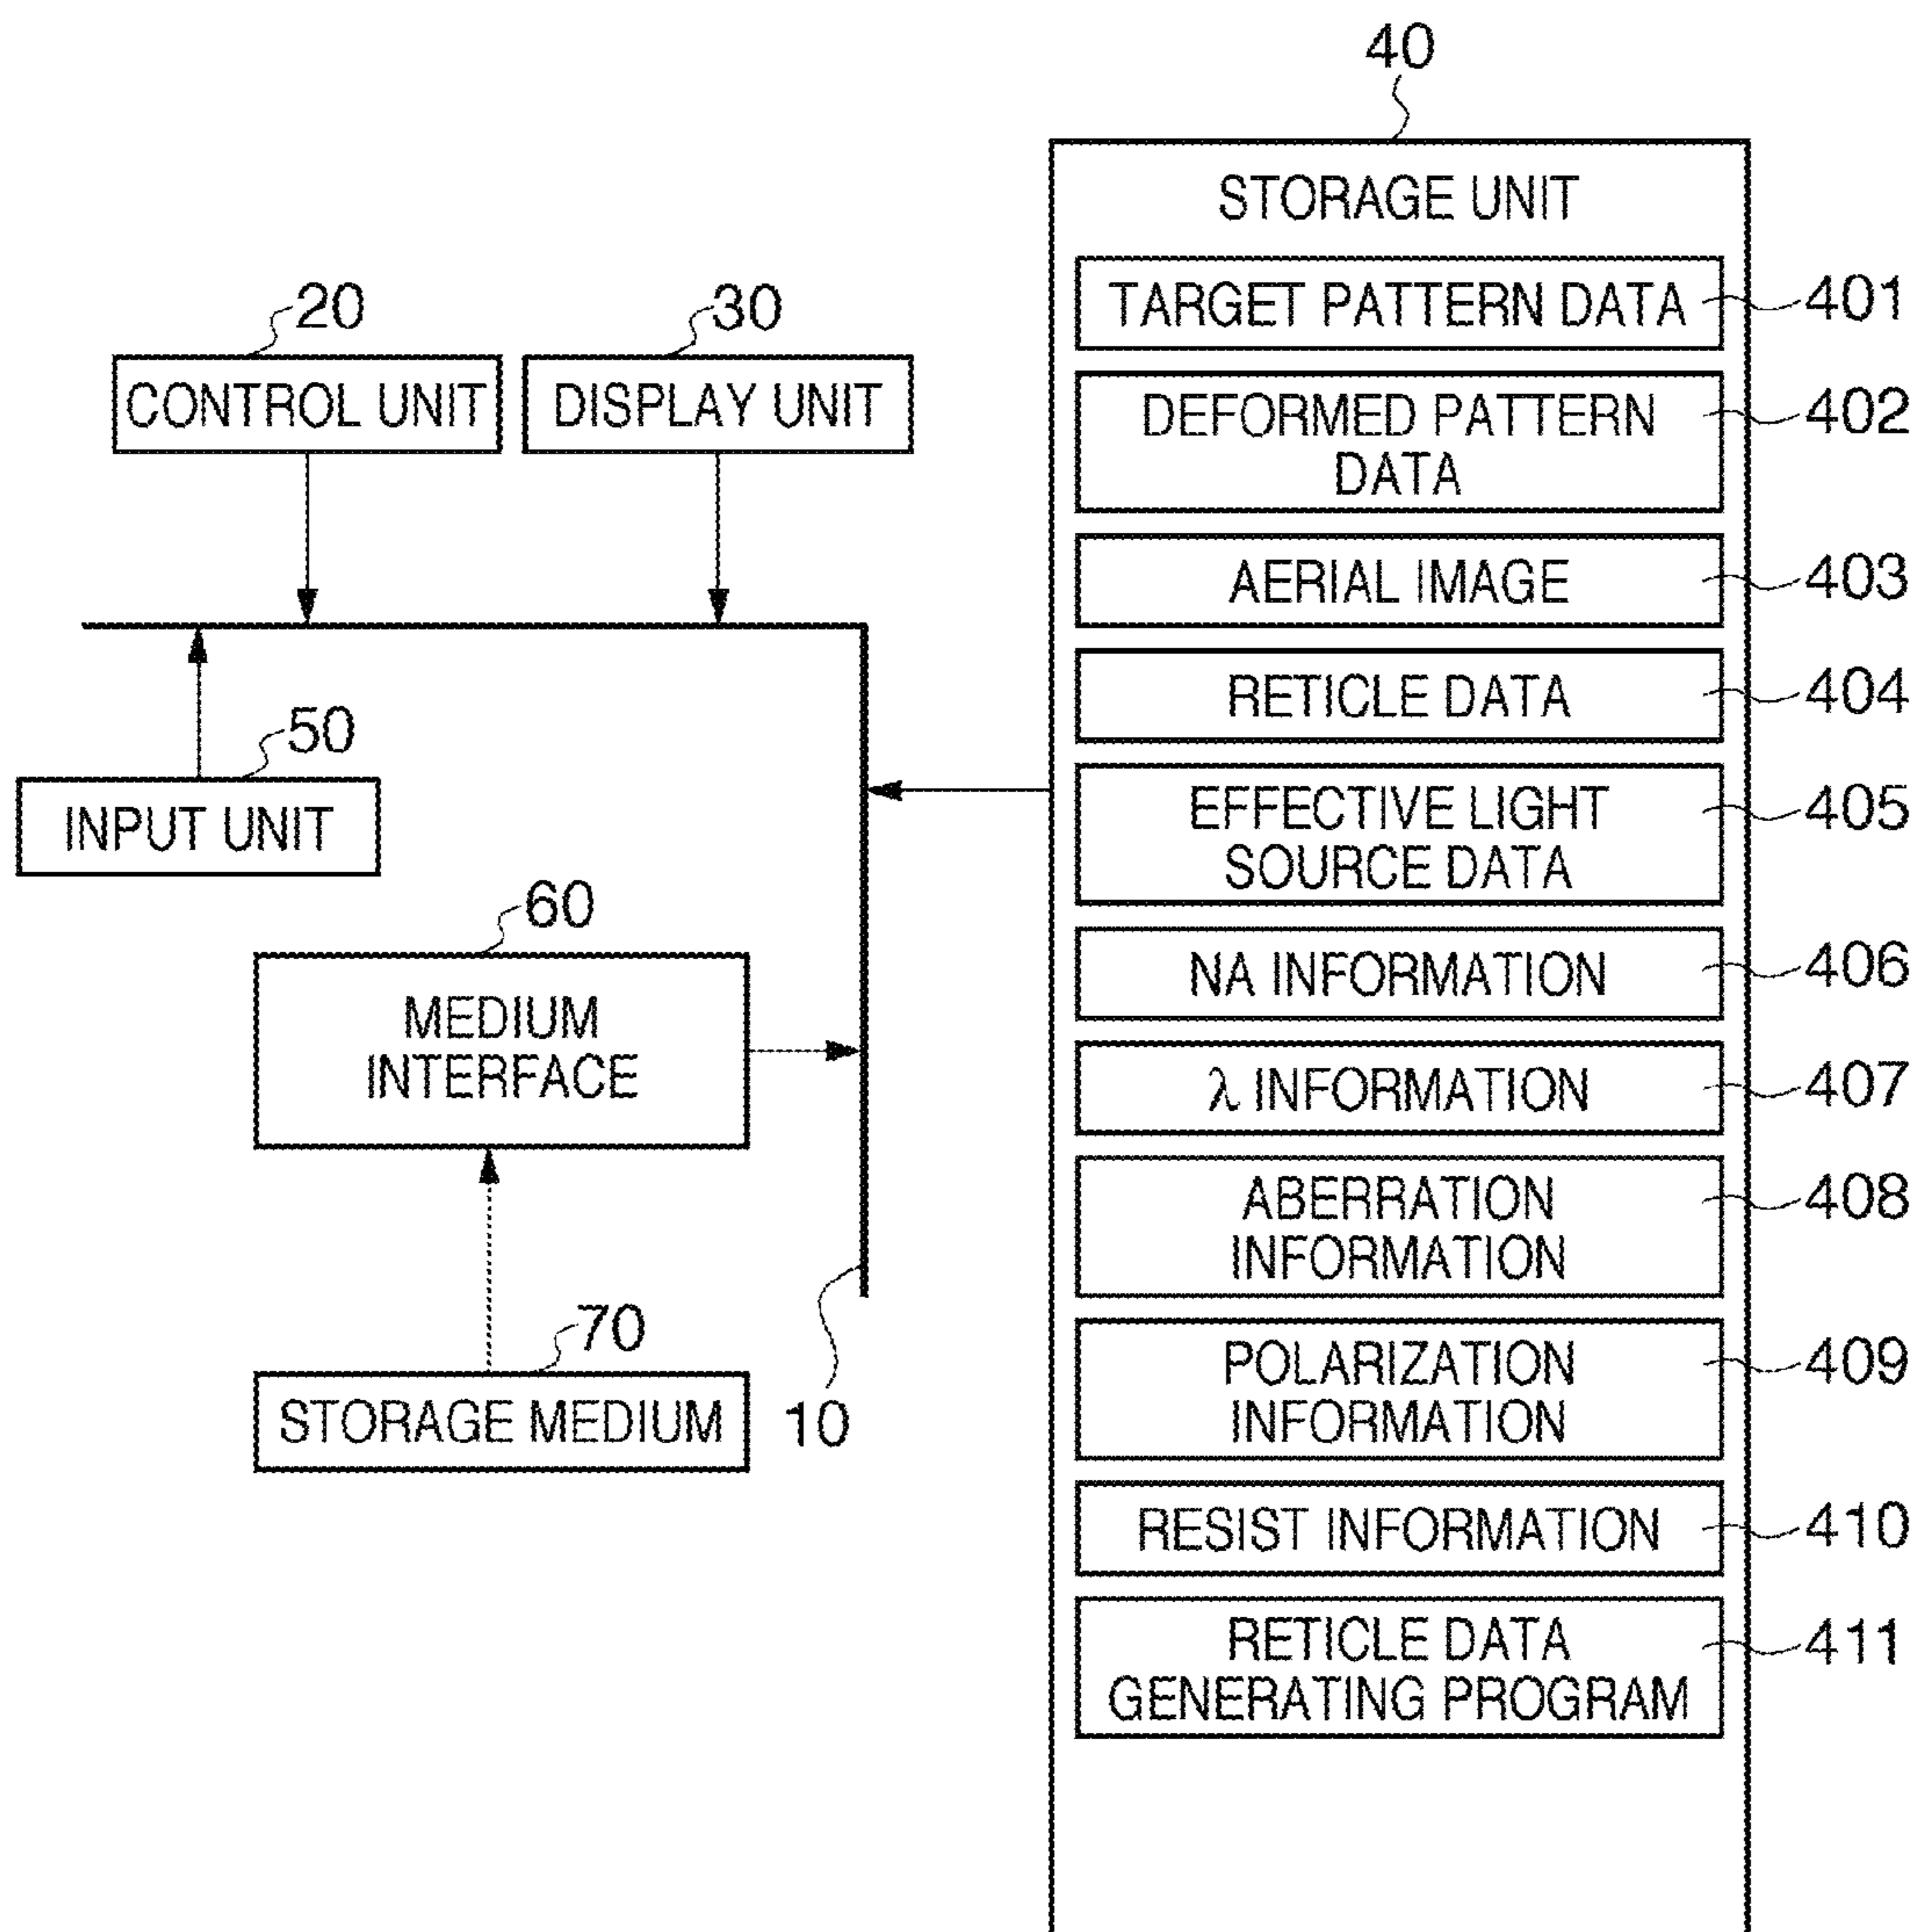 40
STORAGE UNIT
TARGET PATTERN DATA
401
DEFORMED PATTERN
DATA
402
AERIAL IMAGE
403
RETICLE DATA
404
EFFECTIVE LIGHT
SOURCE DATA
405
NA INFORMATION
406
λ INFORMATION
407
ABERRATION
INFORMATION
408
POLARIZATION
INFORMATION
409
RESIST INFORMATION
410
RETICLE DATA
GENERATING PROGRAM
411
20
CONTROL UNIT
30
DISPLAY UNIT
50
INPUT UNIT
60
MEDIUM
INTERFACE
70
STORAGE MEDIUM
10